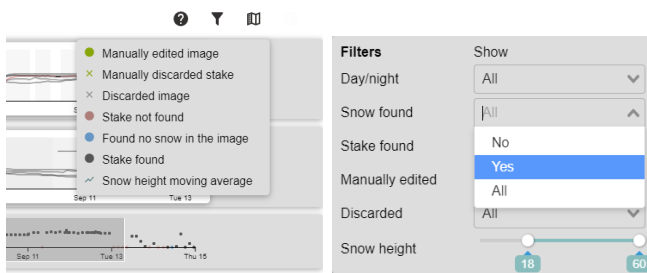 Manually edited image
Manually discarded stake
Discarded image
Stake not found
Found no snow in the image
Stake found
Snow height moving average
Sep 11
Tue 13
Sep 11
Tue 13
Thu 15
Filters
Show
Day/night
All
Snow found
All
No
Yes
All
Stake found
Manually edited
Discarded
All
Snow height
18
60